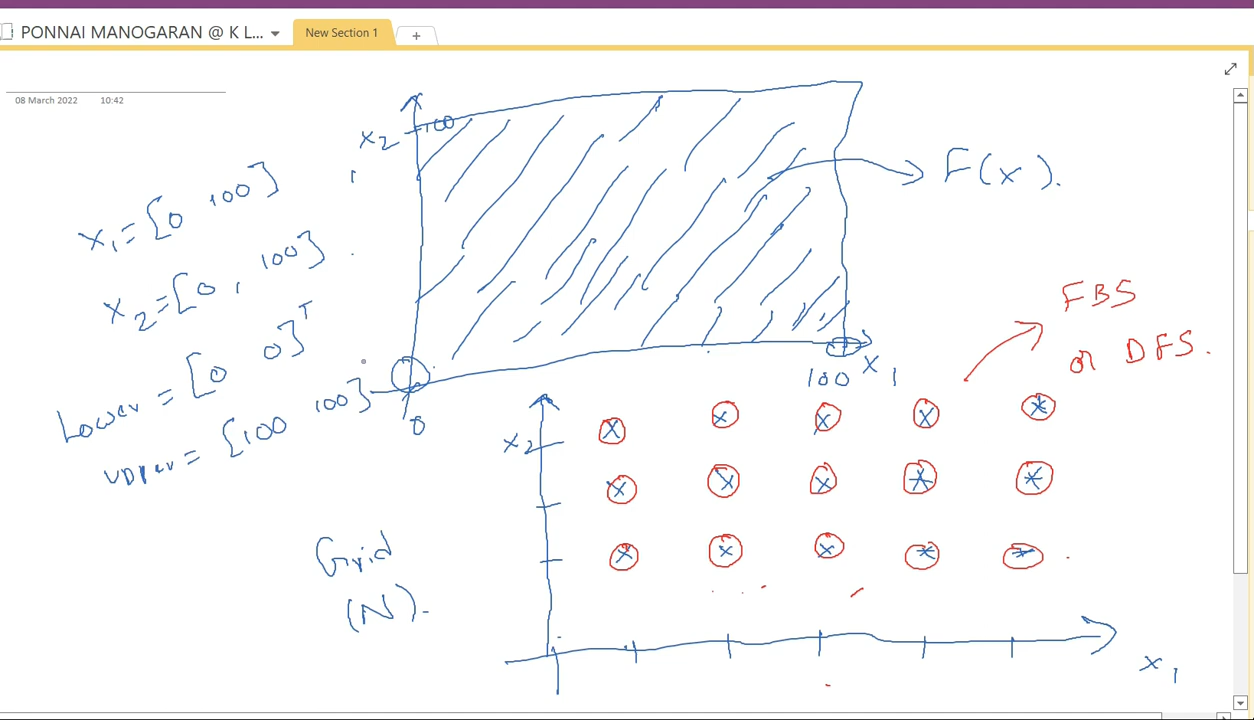 PONNAI MANOGARAN @ K L...
New Section 1
+
08 March 2022 10:42
x2
100
F(x).
x1 = [0 100]
x2 = [0, 100]
Lower = [0 0]T
upper = [100 100]
0
100
x1
FBS
or DFS.
x2
Grid
(N).
x1